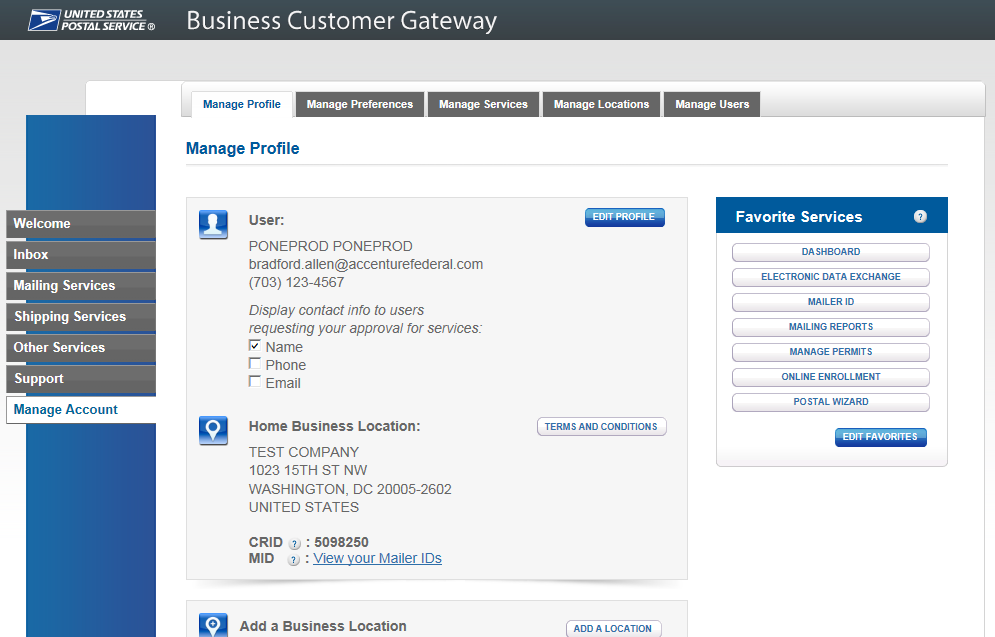 UNITED STATES
POSTAL SERVICE ®
Business Customer Gateway
Manage Profile
Manage Preferences
Manage Services
Manage Locations
Manage Users
Manage Profile
Welcome
Inbox
Mailing Services
Shipping Services
Other Services
Support
Manage Account
User:
EDIT PROFILE
PONEPROD PONEPROD
bradford.allen@accenturefederal.com
(703) 123-4567
Display contact info to users
requesting your approval for services:
Name
Phone
Email
Home Business Location:
TERMS AND CONDITIONS
TEST COMPANY
1023 15TH ST NW
WASHINGTON, DC 20005-2602
UNITED STATES
CRID ? : 5098250
MID ? : View your Mailer IDs
Add a Business Location
ADD A LOCATION
Favorite Services ?
DASHBOARD
ELECTRONIC DATA EXCHANGE
MAILER ID
MAILING REPORTS
MANAGE PERMITS
ONLINE ENROLLMENT
POSTAL WIZARD
EDIT FAVORITES